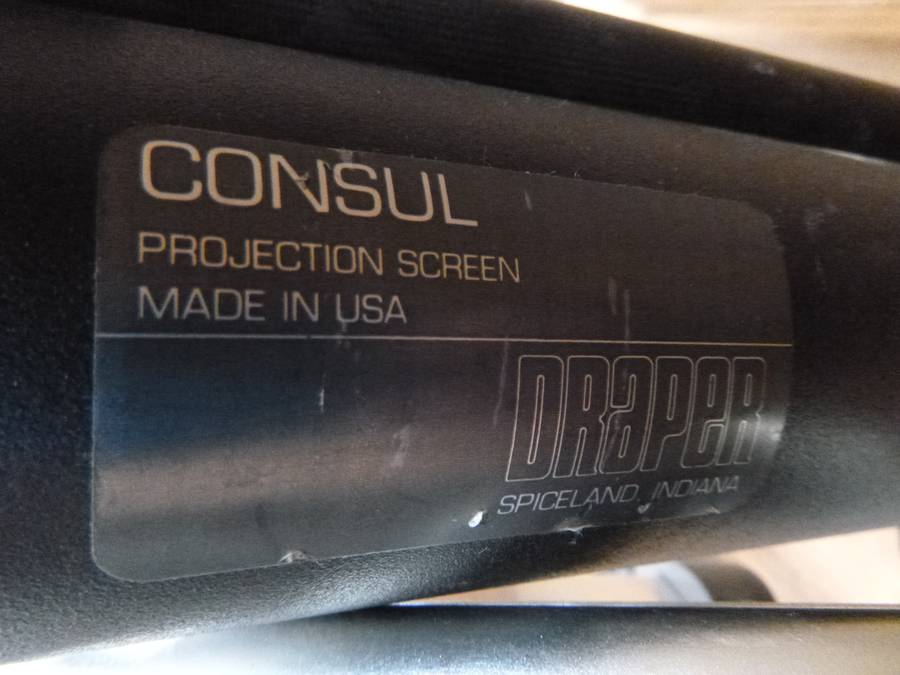 CONSUL
PROJECTION SCREEN
MADE IN USA
DRAPER
SPICELAND, INDIANA